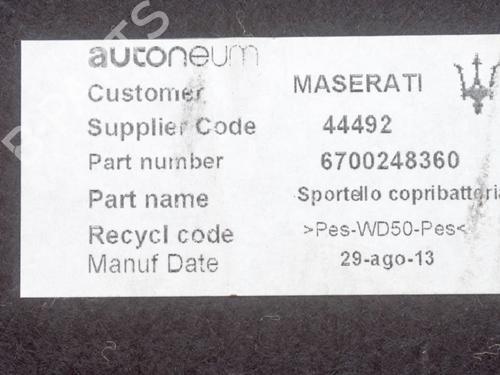 autoneum
Customer MASERATI
Supplier Code 44492
Part number 6700248360
Part name Sportello copribatteria
Recycl code >Pes-WD50-Pes<
Manuf Date 29-ago-13